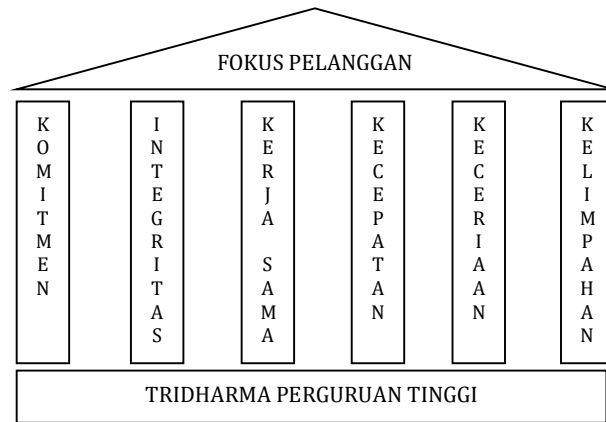 FOKUS PELANGGAN
KOMITMEN
INTEGRITAS
KERJA SAMA
KECEPATAN
KECERIAAN
KELIMPAHAN
TRIDHARMA PERGURUAN TINGGI